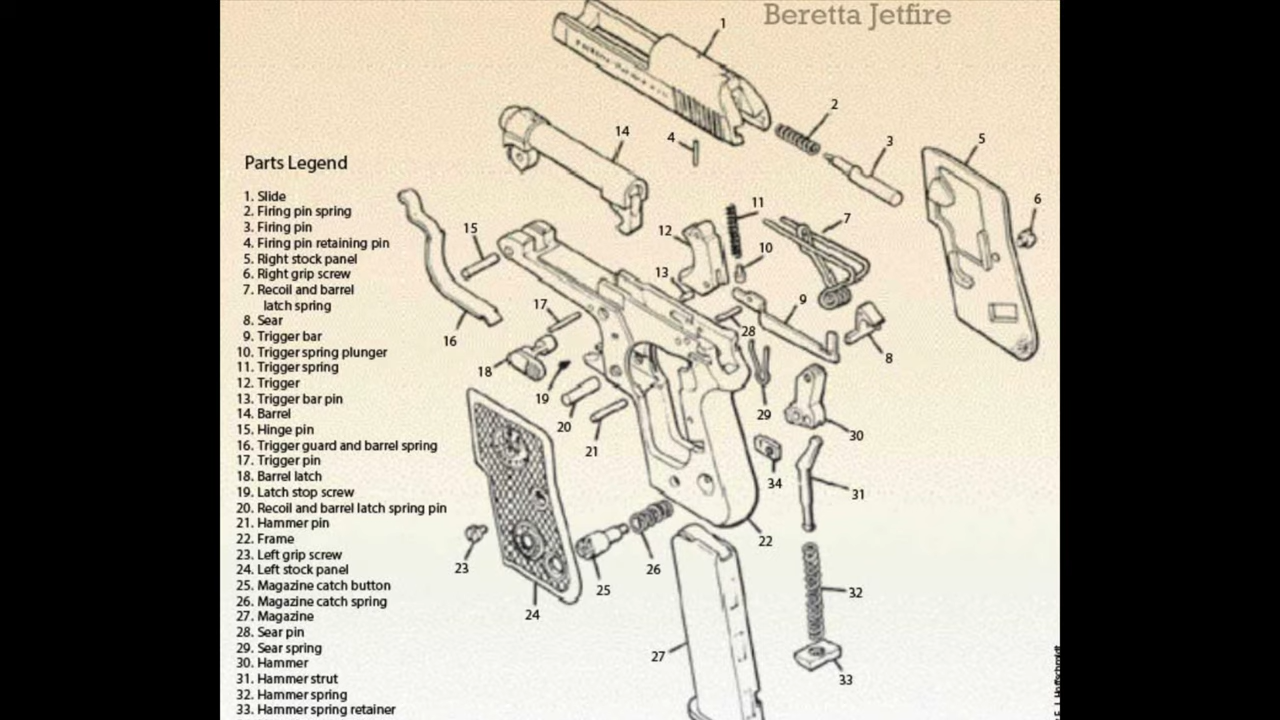 Beretta Jetfire
Parts Legend
1. Slide
2. Firing pin spring
3. Firing pin
4. Firing pin retaining pin
5. Right stock panel
6. Right grip screw
7. Recoil and barrel
latch spring
8. Sear
9. Trigger bar
10. Trigger spring plunger
11. Trigger spring
12. Trigger
13. Trigger bar pin
14. Barrel
15. Hinge pin
16. Trigger guard and barrel spring
17. Trigger pin
18. Barrel latch
19. Latch stop screw
20. Recoil and barrel latch spring pin
21. Hammer pin
22. Frame
23. Left grip screw
24. Left stock panel
25. Magazine catch button
26. Magazine catch spring
27. Magazine
28. Sear pin
29. Sear spring
30. Hammer
31. Hammer strut
32. Hammer spring
33. Hammer spring retainer
1
2
3
4
5
6
7
8
9
10
11
12
13
14
15
16
17
18
19
20
21
22
23
24
25
26
27
28
29
30
31
32
33
34